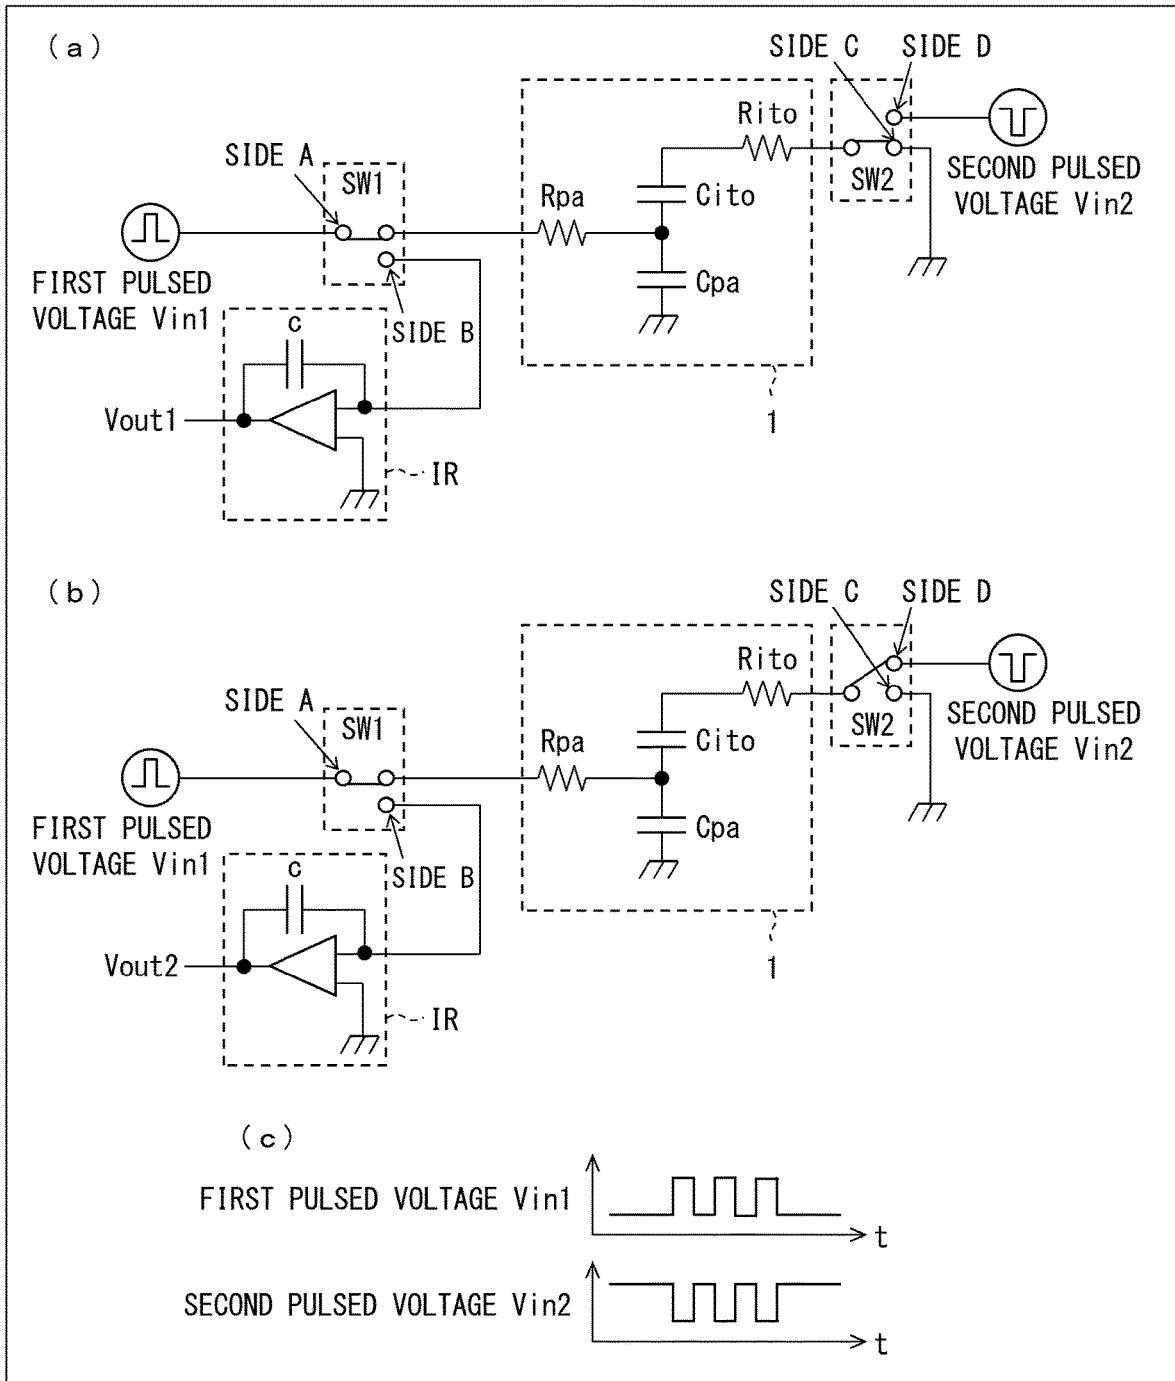 (a)
SIDE C
SIDE D
Rito
SIDE A
SW1
SW2
SECOND PULSED
VOLTAGE Vin2
Rpa
Cito
FIRST PULSED
VOLTAGE Vin1
Cpa
C
SIDE B
Vout1
1
IR
(b)
SIDE C
SIDE D
Rito
SIDE A
SW1
SW2
SECOND PULSED
VOLTAGE Vin2
Rpa
Cito
FIRST PULSED
VOLTAGE Vin1
Cpa
C
SIDE B
Vout2
1
IR
(c)
FIRST PULSED VOLTAGE Vin1
t
SECOND PULSED VOLTAGE Vin2
t